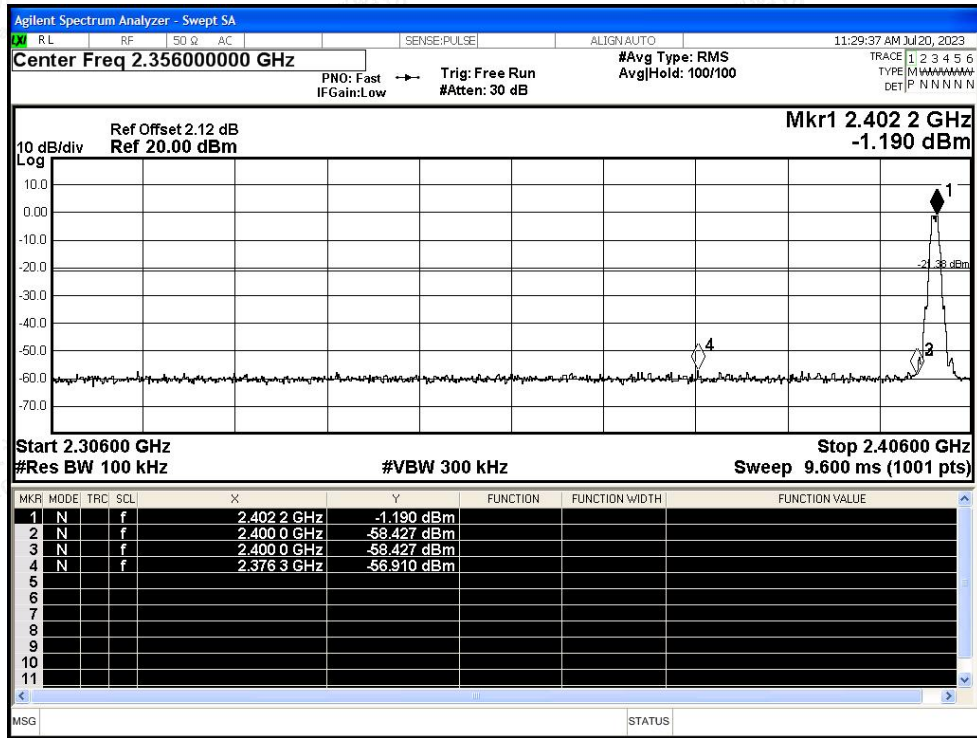 Agilent Spectrum Analyzer - Swept SA
LXI RL RF 50 Ω AC SENSE:PULSE ALIGN AUTO 11:29:37 AM Jul 20, 2023
Center Freq 2.356000000 GHz
PNO: Fast
IFGain:Low
Trig: Free Run
#Atten: 30 dB
#Avg Type: RMS
Avg|Hold: 100/100
TRACE 1 2 3 4 5 6
TYPE M
DET P N N N N N
Mkr1 2.402 2 GHz
-1.190 dBm
Ref Offset 2.12 dB
10 dB/div Ref 20.00 dBm
Log
10.0
0.00
-10.0
-20.0
-30.0
-40.0
-50.0
-60.0
-70.0
1
-21.38 dBm
4
Start 2.30600 GHz Stop 2.40600 GHz
#Res BW 100 kHz #VBW 300 kHz Sweep 9.600 ms (1001 pts)
MKR MODE TRC SCL X Y FUNCTION FUNCTION WIDTH FUNCTION VALUE
1 N f 2.402 2 GHz -1.190 dBm
2 N f 2.400 0 GHz -58.427 dBm
3 N f 2.400 0 GHz -58.427 dBm
4 N f 2.376 3 GHz -56.910 dBm
5
6
7
8
9
10
11
MSG STATUS